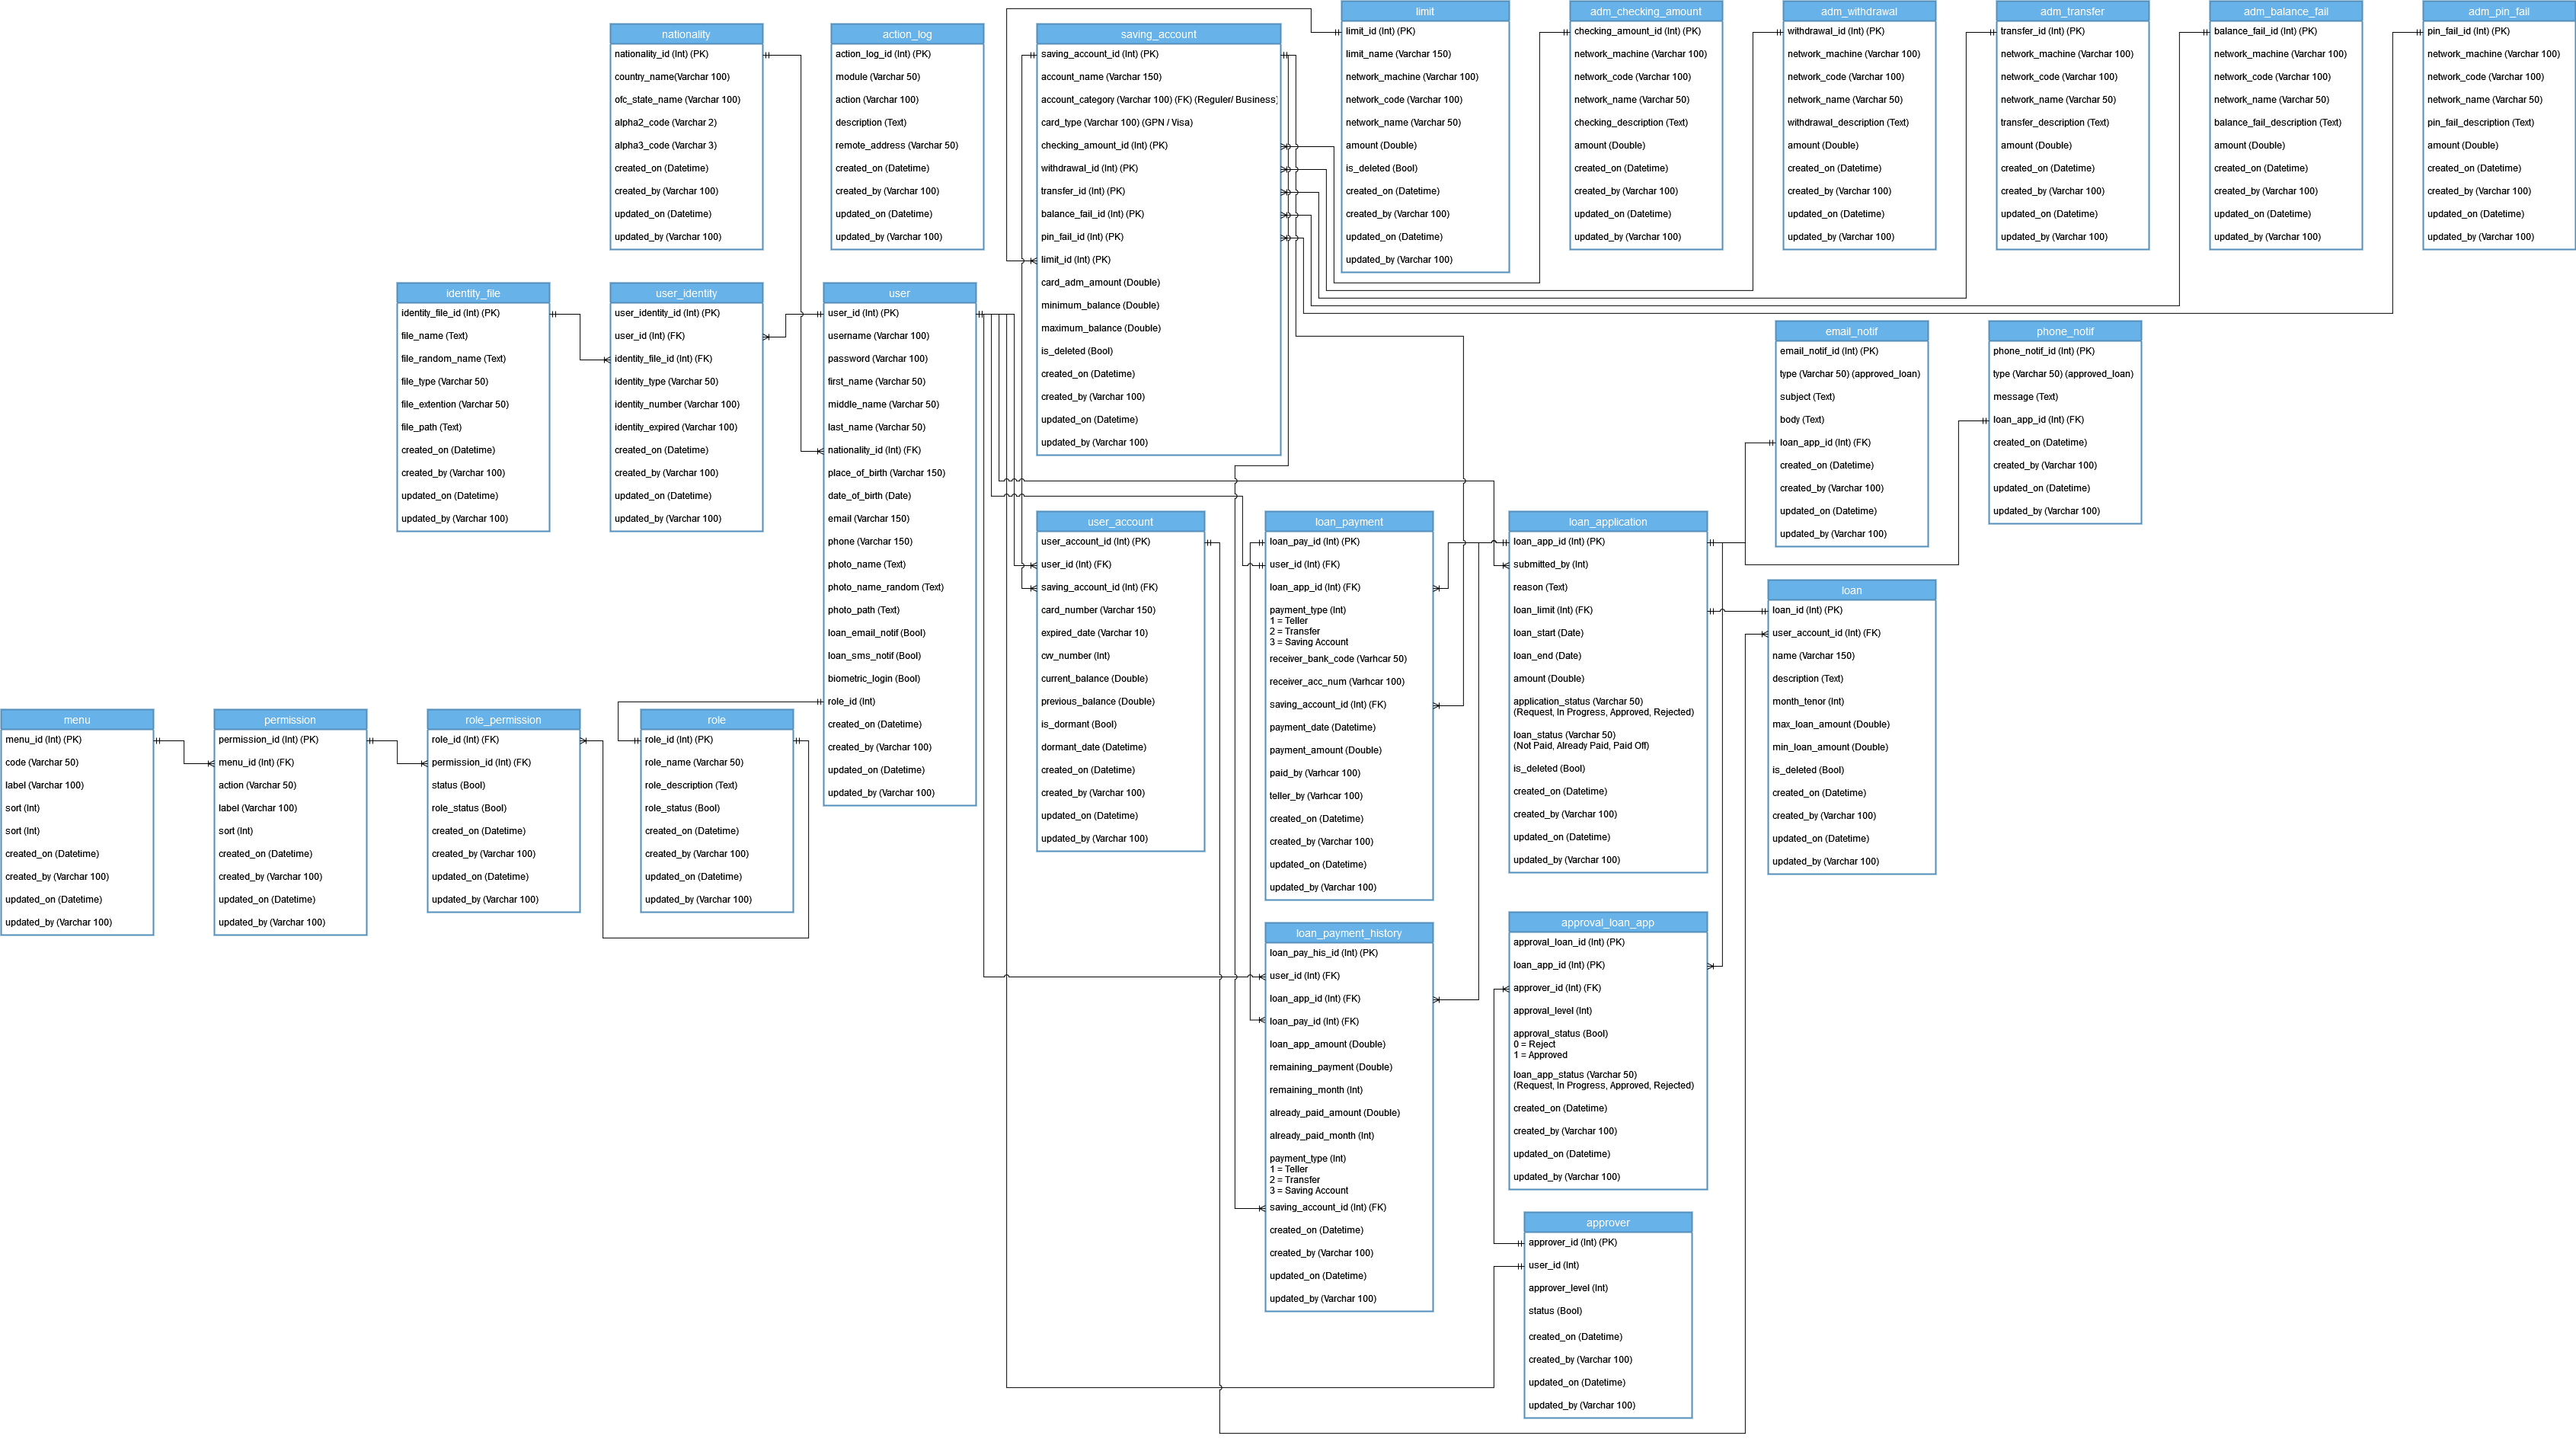 limit
limit_id (Int) (PK)
limit_name (Varchar 150)
network_machine (Varchar 100)
network_code (Varchar 100)
network_name (Varchar 50)
amount (Double)
is_deleted (Bool)
created_on (Datetime)
created_by (Varchar 100)
updated_on (Datetime)
updated_by (Varchar 100)
adm_checking_amount
checking_amount_id (Int) (PK)
network_machine (Varchar 100)
network_code (Varchar 100)
network_name (Varchar 50)
checking_description (Text)
amount (Double)
created_on (Datetime)
created_by (Varchar 100)
updated_on (Datetime)
updated_by (Varchar 100)
adm_withdrawal
withdrawal_id (Int) (PK)
network_machine (Varchar 100)
network_code (Varchar 100)
network_name (Varchar 50)
withdrawal_description (Text)
amount (Double)
created_on (Datetime)
created_by (Varchar 100)
updated_on (Datetime)
updated_by (Varchar 100)
adm_transfer
transfer_id (Int) (PK)
network_machine (Varchar 100)
network_code (Varchar 100)
network_name (Varchar 50)
transfer_description (Text)
amount (Double)
created_on (Datetime)
created_by (Varchar 100)
updated_on (Datetime)
updated_by (Varchar 100)
adm_balance_fail
balance_fail_id (Int) (PK)
network_machine (Varchar 100)
network_code (Varchar 100)
network_name (Varchar 50)
balance_fail_description (Text)
amount (Double)
created_on (Datetime)
created_by (Varchar 100)
updated_on (Datetime)
updated_by (Varchar 100)
adm_pin_fail
pin_fail_id (Int) (PK)
network_machine (Varchar 100)
network_code (Varchar 100)
network_name (Varchar 50)
pin_fail_description (Text)
amount (Double)
created_on (Datetime)
created_by (Varchar 100)
updated_on (Datetime)
updated_by (Varchar 100)
nationality
nationality_id (Int) (PK)
country_name(Varchar 100)
ofc_state_name (Varchar 100)
alpha2_code (Varchar 2)
alpha3_code (Varchar 3)
created_on (Datetime)
created_by (Varchar 100)
updated_on (Datetime)
updated_by (Varchar 100)
action_log
action_log_id (Int) (PK)
module (Varchar 50)
action (Varchar 100)
description (Text)
remote_address (Varchar 50)
created_on (Datetime)
created_by (Varchar 100)
updated_on (Datetime)
updated_by (Varchar 100)
saving_account
saving_account_id (Int) (PK)
account_name (Varchar 150)
account_category (Varchar 100) (FK) (Reguler/ Business)
card_type (Varchar 100) (GPN / Visa)
checking_amount_id (Int) (PK)
withdrawal_id (Int) (PK)
transfer_id (Int) (PK)
balance_fail_id (Int) (PK)
pin_fail_id (Int) (PK)
limit_id (Int) (PK)
card_adm_amount (Double)
minimum_balance (Double)
maximum_balance (Double)
is_deleted (Bool)
created_on (Datetime)
created_by (Varchar 100)
updated_on (Datetime)
updated_by (Varchar 100)
identity_file
identity_file_id (Int) (PK)
file_name (Text)
file_random_name (Text)
file_type (Varchar 50)
file_extention (Varchar 50)
file_path (Text)
created_on (Datetime)
created_by (Varchar 100)
updated_on (Datetime)
updated_by (Varchar 100)
user_identity
user_identity_id (Int) (PK)
user_id (Int) (FK)
identity_file_id (Int) (FK)
identity_type (Varchar 50)
identity_number (Varchar 100)
identity_expired (Varchar 100)
created_on (Datetime)
created_by (Varchar 100)
updated_on (Datetime)
updated_by (Varchar 100)
user
user_id (Int) (PK)
username (Varchar 100)
password (Varchar 100)
first_name (Varchar 50)
middle_name (Varchar 50)
last_name (Varchar 50)
nationality_id (Int) (FK)
place_of_birth (Varchar 150)
date_of_birth (Date)
email (Varchar 150)
phone (Varchar 150)
photo_name (Text)
photo_name_random (Text)
photo_path (Text)
loan_email_notif (Bool)
loan_sms_notif (Bool)
biometric_login (Bool)
role_id (Int)
created_on (Datetime)
created_by (Varchar 100)
updated_on (Datetime)
updated_by (Varchar 100)
email_notif
email_notif_id (Int) (PK)
type (Varchar 50) (approved_loan)
subject (Text)
body (Text)
loan_app_id (Int) (FK)
created_on (Datetime)
created_by (Varchar 100)
updated_on (Datetime)
updated_by (Varchar 100)
phone_notif
phone_notif_id (Int) (PK)
type (Varchar 50) (approved_loan)
message (Text)
loan_app_id (Int) (FK)
created_on (Datetime)
created_by (Varchar 100)
updated_on (Datetime)
updated_by (Varchar 100)
user_account
user_account_id (Int) (PK)
user_id (Int) (FK)
saving_account_id (Int) (FK)
card_number (Varchar 150)
expired_date (Varchar 10)
cvv_number (Int)
current_balance (Double)
previous_balance (Double)
is_dormant (Bool)
dormant_date (Datetime)
created_on (Datetime)
created_by (Varchar 100)
updated_on (Datetime)
updated_by (Varchar 100)
loan_payment
loan_pay_id (Int) (PK)
user_id (Int) (FK)
loan_app_id (Int) (FK)
payment_type (Int)
1 = Teller
2 = Transfer
3 = Saving Account
receiver_bank_code (Varhcar 50)
receiver_acc_num (Varhcar 100)
saving_account_id (Int) (FK)
payment_date (Datetime)
payment_amount (Double)
paid_by (Varhcar 100)
teller_by (Varhcar 100)
created_on (Datetime)
created_by (Varchar 100)
updated_on (Datetime)
updated_by (Varchar 100)
loan_application
loan_app_id (Int) (PK)
submitted_by (Int)
reason (Text)
loan_limit (Int) (FK)
loan_start (Date)
loan_end (Date)
amount (Double)
application_status (Varchar 50)
(Request, In Progress, Approved, Rejected)
loan_status (Varchar 50)
(Not Paid, Already Paid, Paid Off)
is_deleted (Bool)
created_on (Datetime)
created_by (Varchar 100)
updated_on (Datetime)
updated_by (Varchar 100)
loan
loan_id (Int) (PK)
user_account_id (Int) (FK)
name (Varchar 150)
description (Text)
month_tenor (Int)
max_loan_amount (Double)
min_loan_amount (Double)
is_deleted (Bool)
created_on (Datetime)
created_by (Varchar 100)
updated_on (Datetime)
updated_by (Varchar 100)
menu
menu_id (Int) (PK)
code (Varchar 50)
label (Varchar 100)
sort (Int)
sort (Int)
created_on (Datetime)
created_by (Varchar 100)
updated_on (Datetime)
updated_by (Varchar 100)
permission
permission_id (Int) (PK)
menu_id (Int) (FK)
action (Varchar 50)
label (Varchar 100)
sort (Int)
created_on (Datetime)
created_by (Varchar 100)
updated_on (Datetime)
updated_by (Varchar 100)
role_permission
role_id (Int) (FK)
permission_id (Int) (FK)
status (Bool)
role_status (Bool)
created_on (Datetime)
created_by (Varchar 100)
updated_on (Datetime)
updated_by (Varchar 100)
role
role_id (Int) (PK)
role_name (Varchar 50)
role_description (Text)
role_status (Bool)
created_on (Datetime)
created_by (Varchar 100)
updated_on (Datetime)
updated_by (Varchar 100)
loan_payment_history
loan_pay_his_id (Int) (PK)
user_id (Int) (FK)
loan_app_id (Int) (FK)
loan_pay_id (Int) (FK)
loan_app_amount (Double)
remaining_payment (Double)
remaining_month (Int)
already_paid_amount (Double)
already_paid_month (Int)
payment_type (Int)
1 = Teller
2 = Transfer
3 = Saving Account
saving_account_id (Int) (FK)
created_on (Datetime)
created_by (Varchar 100)
updated_on (Datetime)
updated_by (Varchar 100)
approval_loan_app
approval_loan_id (Int) (PK)
loan_app_id (Int) (PK)
approver_id (Int) (FK)
approval_level (Int)
approval_status (Bool)
0 = Reject
1 = Approved
loan_app_status (Varchar 50)
(Request, In Progress, Approved, Rejected)
created_on (Datetime)
created_by (Varchar 100)
updated_on (Datetime)
updated_by (Varchar 100)
approver
approver_id (Int) (PK)
user_id (Int)
approver_level (Int)
status (Bool)
created_on (Datetime)
created_by (Varchar 100)
updated_on (Datetime)
updated_by (Varchar 100)